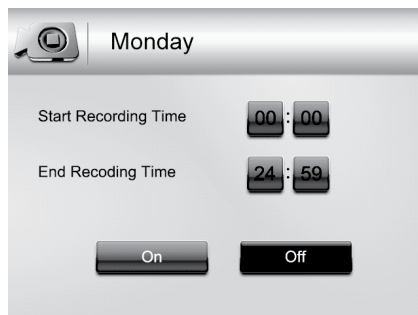 Monday
Start Recording Time 00 : 00
End Recoding Time 24 : 59
On Off